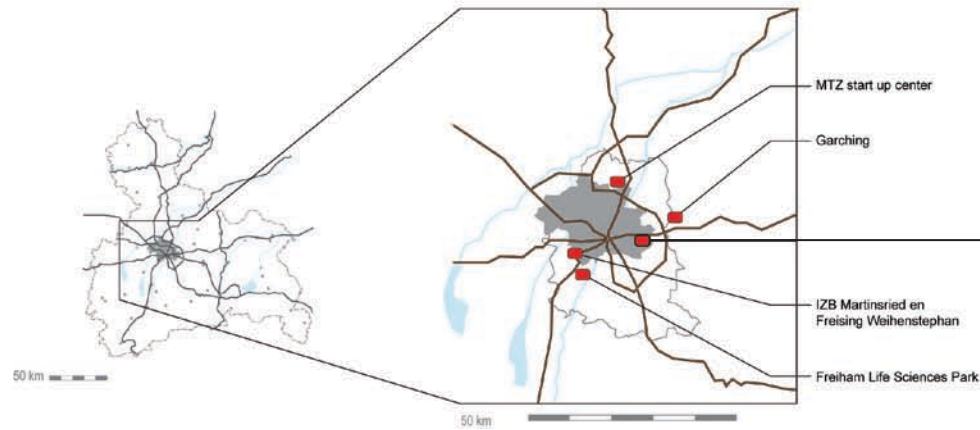 MTZ start up center
Garching
IZB Martinsried en
Freising Weihenstephan
Freiham Life Sciences Park
50 km
50 km